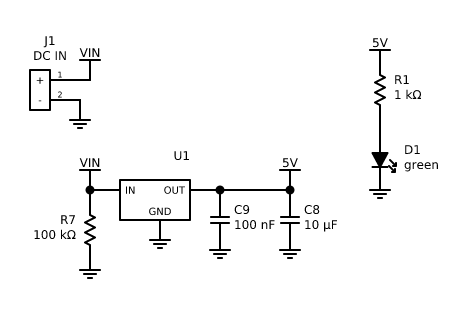 J1
DC IN
VIN
+
1
-
2
5V
R1
1 kΩ
D1
green
U1
VIN
IN
OUT
GND
5V
R7
100 kΩ
C9
100 nF
C8
10 µF